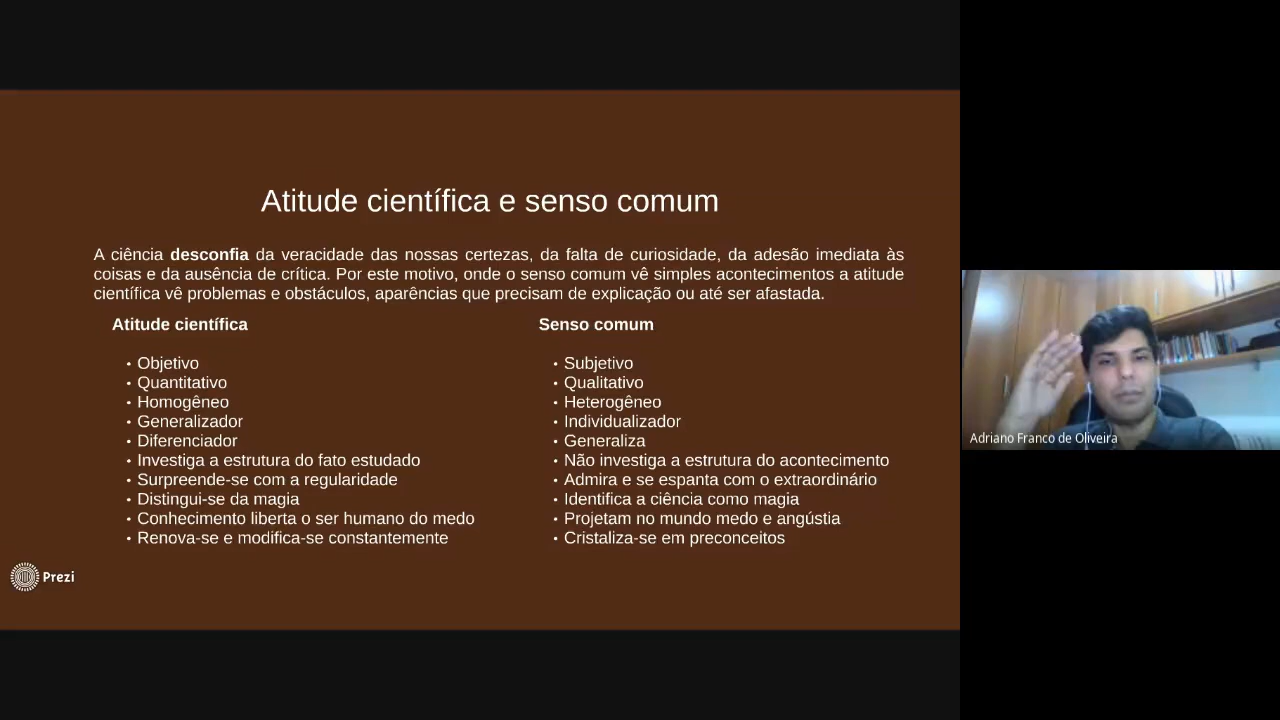 Atitude científica e senso comum
A ciência desconfia da veracidade das nossas certezas, da falta de curiosidade, da adesão imediata às
coisas e da ausência de crítica. Por este motivo, onde o senso comum vê simples acontecimentos a atitude
científica vê problemas e obstáculos, aparências que precisam de explicação ou até ser afastada.
Atitude científica
• Objetivo
• Quantitativo
• Homogêneo
• Generalizador
• Diferenciador
• Investiga a estrutura do fato estudado
• Surpreende-se com a regularidade
• Distingui-se da magia
• Conhecimento liberta o ser humano do medo
• Renova-se e modifica-se constantemente
Senso comum
• Subjetivo
• Qualitativo
• Heterogêneo
• Individualizador
• Generaliza
• Não investiga a estrutura do acontecimento
• Admira e se espanta com o extraordinário
• Identifica a ciência como magia
• Projetam no mundo medo e angústia
• Cristaliza-se em preconceitos
Prezi
Adriano Franco de Oliveira